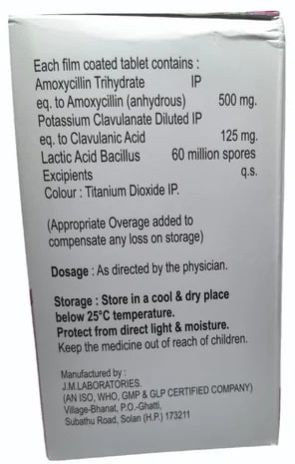 Each film coated tablet contains :
Amoxycillin Trihydrate IP
eq. to Amoxycillin (anhydrous) 500 mg.
Potassium Clavulanate Diluted IP
eq. to Clavulanic Acid 125 mg.
Lactic Acid Bacillus 60 million spores
Excipients q.s.
Colour : Titanium Dioxide IP.
(Appropriate Overage added to
compensate any loss on storage)
Dosage : As directed by the physician.
Storage : Store in a cool & dry place
below 25°C temperature.
Protect from direct light & moisture.
Keep the medicine out of reach of children.
Manufactured by :
J.M.LABORATORIES.
(AN ISO, WHO, GMP & GLP CERTIFIED COMPANY)
Village-Bhanat, P.O.-Ghatti,
Subathu Road, Solan (H.P.) 173211